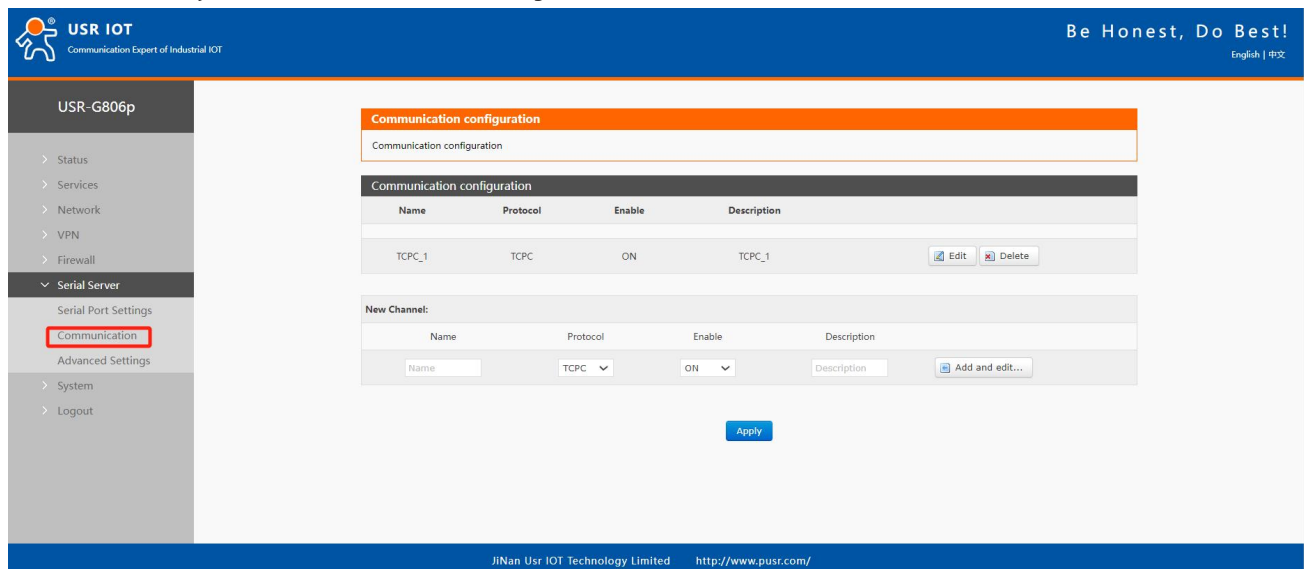 USR IOT
Communication Expert of Industrial IOT
Be Honest, Do Best!
English | 中文
USR-G806p
Status
Services
Network
VPN
Firewall
Serial Server
Serial Port Settings
Communication
Advanced Settings
System
Logout
Communication configuration
Communication configuration
Communication configuration
Name Protocol Enable Description
TCPC_1 TCPC ON TCPC_1 Edit Delete
New Channel:
Name Protocol Enable Description
Name TCPC ON Description Add and edit...
Apply
JiNan Usr IOT Technology Limited http://www.pusr.com/